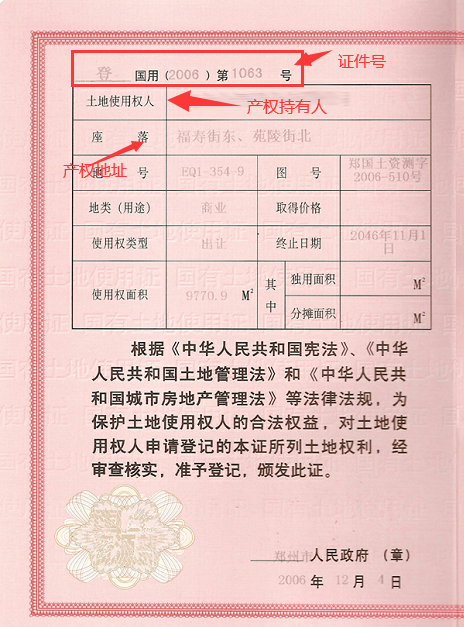 登 国用(2006)第1063 号
证件号
土地使用权人
产权持有人
座 落 福寿街东、苑陵街北
产权地址
地 号 EQ1-354-9 图 号 郑国土资测字2006-510号
地类(用途) 商业 取得价格
使用权类型 出让 终止日期 2046年11月1日
使用权面积 9770.9 M² 其中 独用面积 M²
分摊面积 M²
根据《中华人民共和国宪法》、《中华
人民共和国土地管理法》和《中华人民共
和国城市房地产管理法》等法律法规，为
保护土地使用权人的合法权益，对土地使
用权人申请登记的本证所列土地权利，经
审查核实，准予登记，颁发此证。
郑州市人民政府（章）
2006 年 12 月 4 日